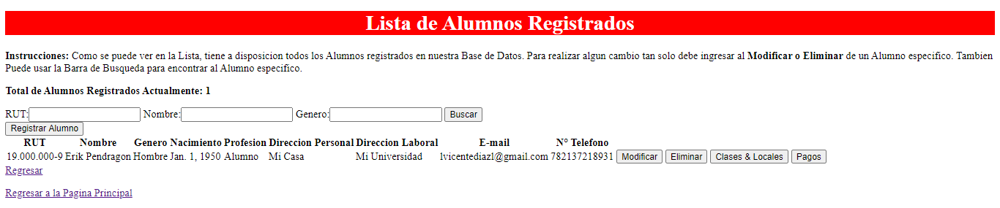 Lista de Alumnos Registrados
Instrucciones: Como se puede ver en la Lista, tiene a disposicion todos los Alumnos registrados en nuestra Base de Datos. Para realizar algun cambio tan solo debe ingresar al Modificar o Eliminar de un Alumno especifico. Tambien
Puede usar la Barra de Busqueda para encontrar al Alumno especifico.
Total de Alumnos Registrados Actualmente: 1
RUT: Nombre: Genero: Buscar
Registrar Alumno
RUT Nombre Genero Nacimiento Profesion Direccion Personal Direccion Laboral E-mail N° Telefono
19.000.000-9 Erik Pendragon Hombre Jan. 1, 1950 Alumno Mi Casa Mi Universidad lvicentediazl@gmail.com 782137218931 Modificar Eliminar Clases & Locales Pagos
Regresar
Regresar a la Pagina Principal